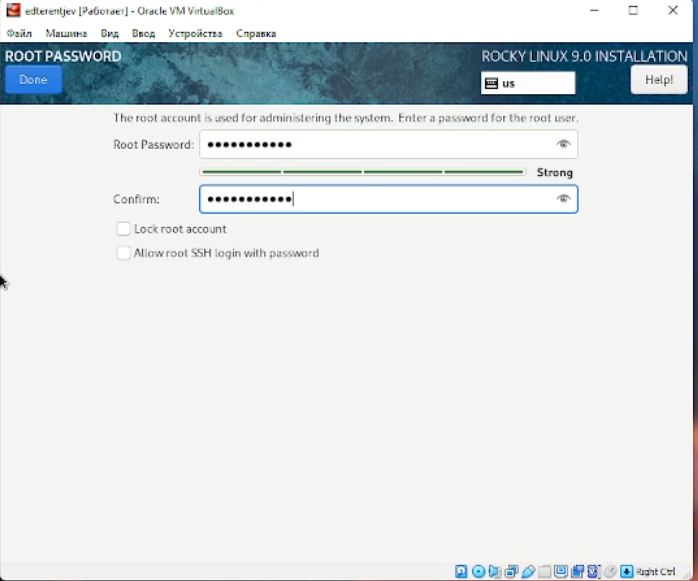 edterentjev [Работает] - Oracle VM VirtualBox
Файл Машина Вид Ввод Устройства Справка
ROOT PASSWORD
ROCKY LINUX 9.0 INSTALLATION
Done
us
Help!
The root account is used for administering the system. Enter a password for the root user.
Root Password: •••••••••••
Strong
Confirm: •••••••••••
Lock root account
Allow root SSH login with password
Right Ctrl